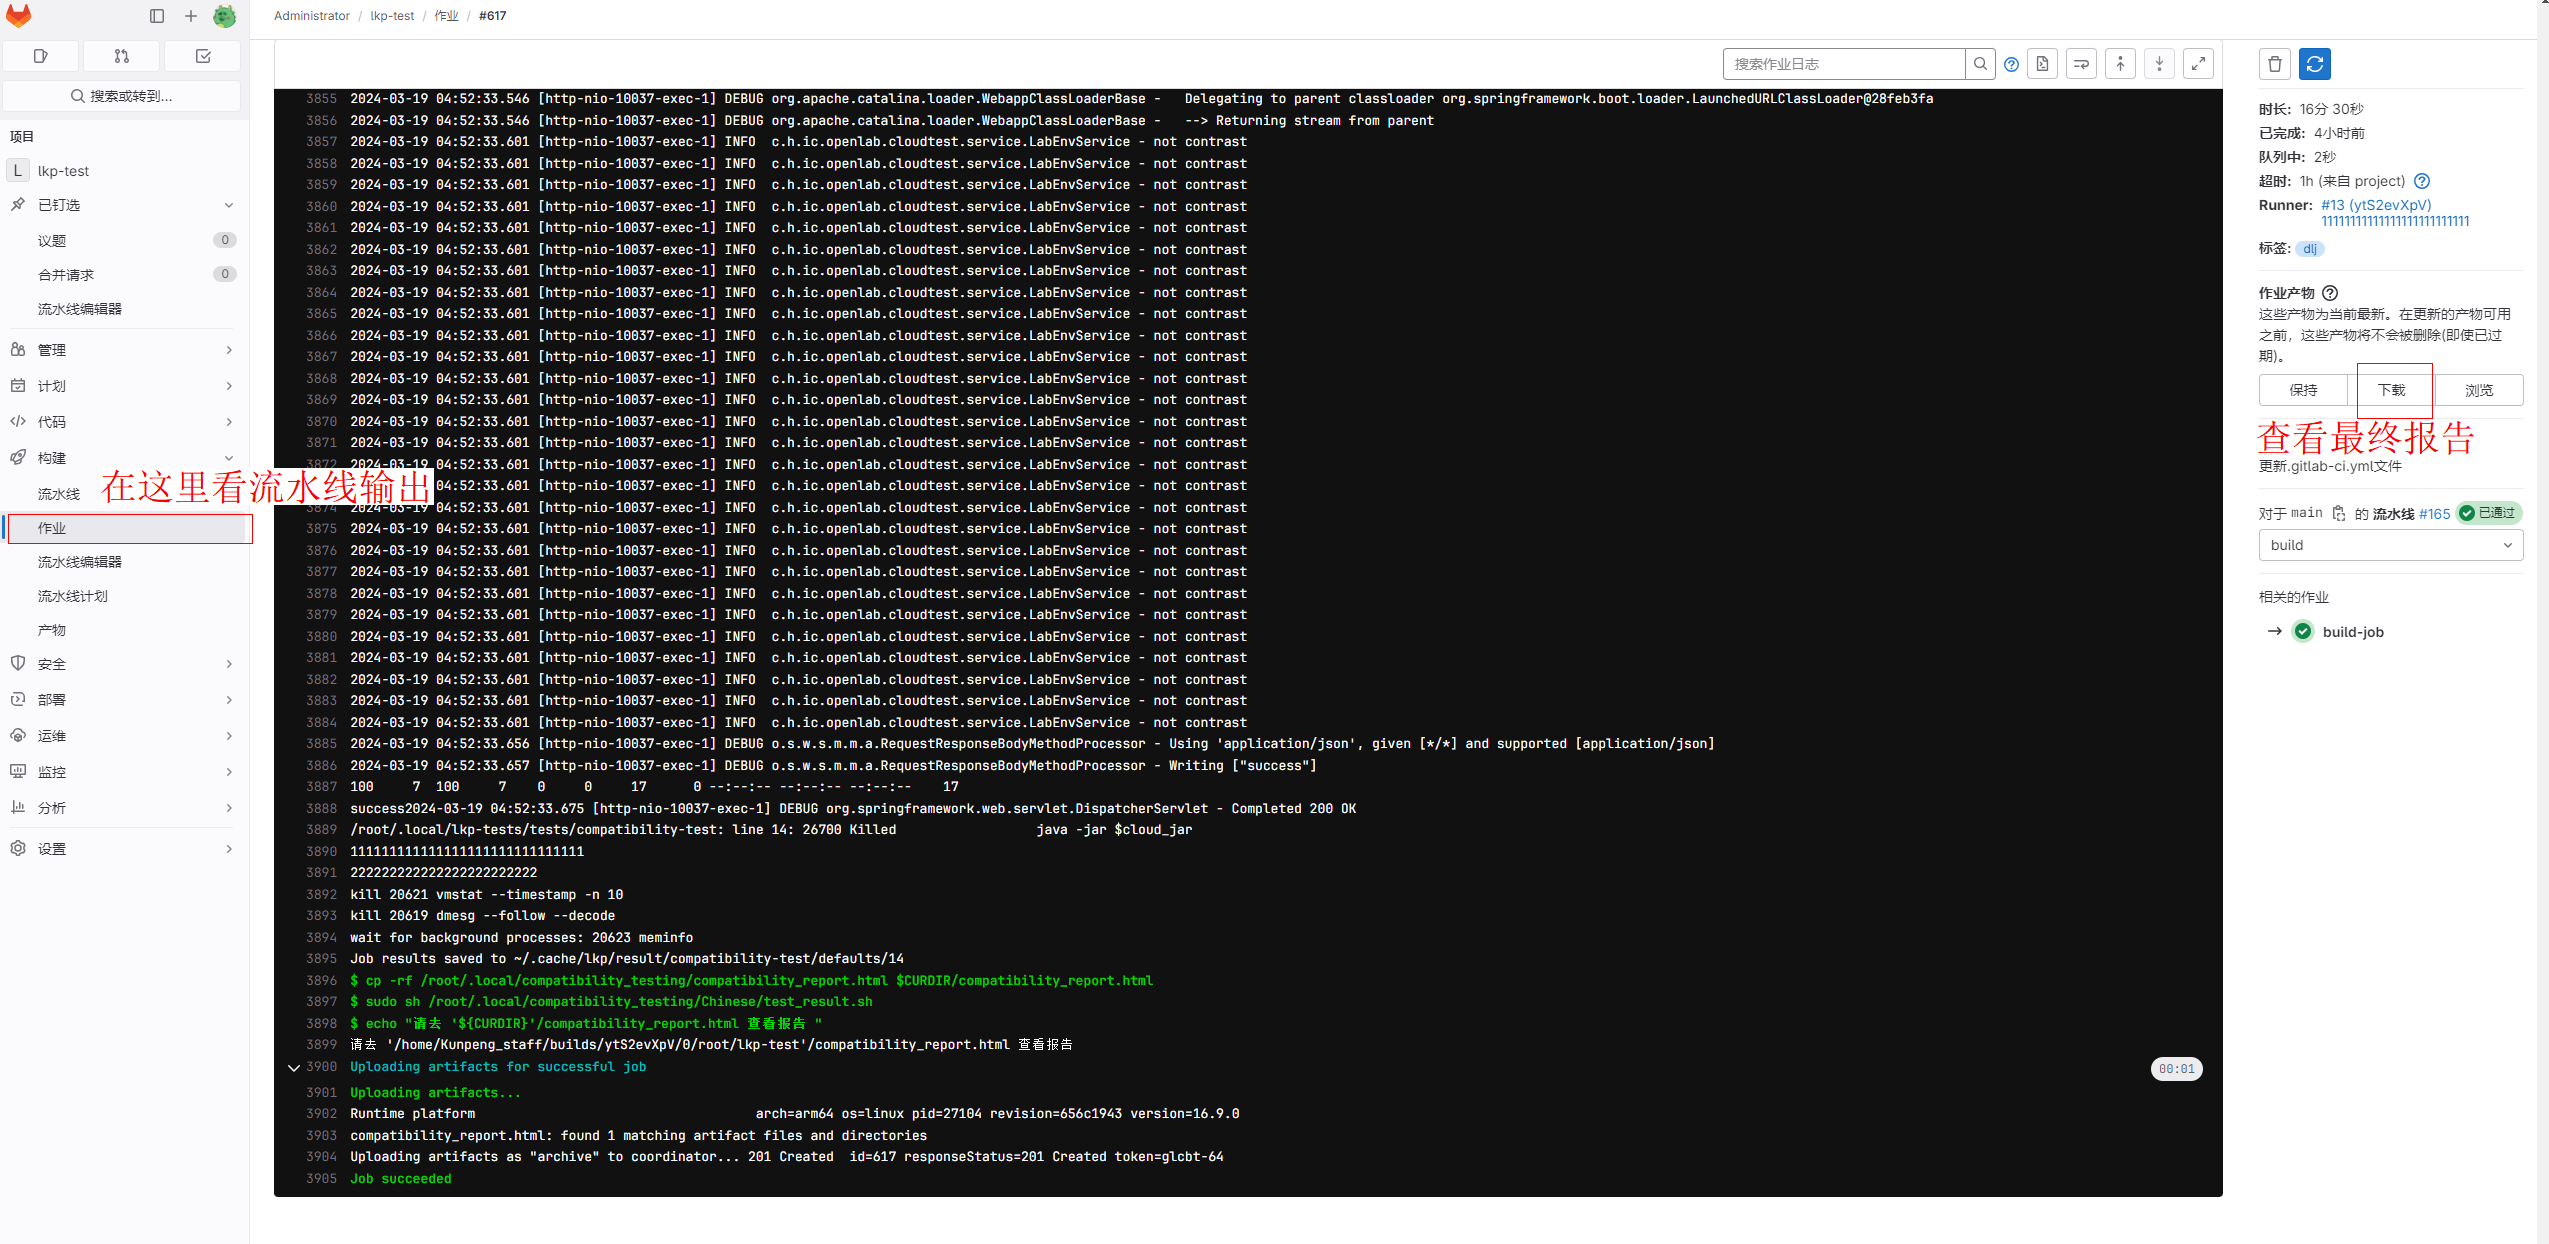 Administrator / lkp-test / 作业 / #617
搜索或转到...
项目
L lkp-test
已钉选
议题 0
合并请求 0
流水线编辑器
管理
计划
代码
构建
流水线
在这里看流水线输出
作业
流水线编辑器
流水线计划
产物
安全
部署
运维
监控
分析
设置
搜索作业日志
3855 2024-03-19 04:52:33.546 [http-nio-10037-exec-1] DEBUG org.apache.catalina.loader.WebappClassLoaderBase -   Delegating to parent classloader org.springframework.boot.loader.LaunchedURLClassLoader@28feb3fa
3856 2024-03-19 04:52:33.546 [http-nio-10037-exec-1] DEBUG org.apache.catalina.loader.WebappClassLoaderBase -   --> Returning stream from parent
3857 2024-03-19 04:52:33.601 [http-nio-10037-exec-1] INFO  c.h.ic.openlab.cloudtest.service.LabEnvService - not contrast
3858 2024-03-19 04:52:33.601 [http-nio-10037-exec-1] INFO  c.h.ic.openlab.cloudtest.service.LabEnvService - not contrast
3859 2024-03-19 04:52:33.601 [http-nio-10037-exec-1] INFO  c.h.ic.openlab.cloudtest.service.LabEnvService - not contrast
3860 2024-03-19 04:52:33.601 [http-nio-10037-exec-1] INFO  c.h.ic.openlab.cloudtest.service.LabEnvService - not contrast
3861 2024-03-19 04:52:33.601 [http-nio-10037-exec-1] INFO  c.h.ic.openlab.cloudtest.service.LabEnvService - not contrast
3862 2024-03-19 04:52:33.601 [http-nio-10037-exec-1] INFO  c.h.ic.openlab.cloudtest.service.LabEnvService - not contrast
3863 2024-03-19 04:52:33.601 [http-nio-10037-exec-1] INFO  c.h.ic.openlab.cloudtest.service.LabEnvService - not contrast
3864 2024-03-19 04:52:33.601 [http-nio-10037-exec-1] INFO  c.h.ic.openlab.cloudtest.service.LabEnvService - not contrast
3865 2024-03-19 04:52:33.601 [http-nio-10037-exec-1] INFO  c.h.ic.openlab.cloudtest.service.LabEnvService - not contrast
3866 2024-03-19 04:52:33.601 [http-nio-10037-exec-1] INFO  c.h.ic.openlab.cloudtest.service.LabEnvService - not contrast
3867 2024-03-19 04:52:33.601 [http-nio-10037-exec-1] INFO  c.h.ic.openlab.cloudtest.service.LabEnvService - not contrast
3868 2024-03-19 04:52:33.601 [http-nio-10037-exec-1] INFO  c.h.ic.openlab.cloudtest.service.LabEnvService - not contrast
3869 2024-03-19 04:52:33.601 [http-nio-10037-exec-1] INFO  c.h.ic.openlab.cloudtest.service.LabEnvService - not contrast
3870 2024-03-19 04:52:33.601 [http-nio-10037-exec-1] INFO  c.h.ic.openlab.cloudtest.service.LabEnvService - not contrast
3871 2024-03-19 04:52:33.601 [http-nio-10037-exec-1] INFO  c.h.ic.openlab.cloudtest.service.LabEnvService - not contrast
3872 2024-03-19 04:52:33.601 [http-nio-10037-exec-1] INFO  c.h.ic.openlab.cloudtest.service.LabEnvService - not contrast
:33.601 [http-nio-10037-exec-1] INFO  c.h.ic.openlab.cloudtest.service.LabEnvService - not contrast
3874 2024-03-19 04:52:33.601 [http-nio-10037-exec-1] INFO  c.h.ic.openlab.cloudtest.service.LabEnvService - not contrast
3875 2024-03-19 04:52:33.601 [http-nio-10037-exec-1] INFO  c.h.ic.openlab.cloudtest.service.LabEnvService - not contrast
3876 2024-03-19 04:52:33.601 [http-nio-10037-exec-1] INFO  c.h.ic.openlab.cloudtest.service.LabEnvService - not contrast
3877 2024-03-19 04:52:33.601 [http-nio-10037-exec-1] INFO  c.h.ic.openlab.cloudtest.service.LabEnvService - not contrast
3878 2024-03-19 04:52:33.601 [http-nio-10037-exec-1] INFO  c.h.ic.openlab.cloudtest.service.LabEnvService - not contrast
3879 2024-03-19 04:52:33.601 [http-nio-10037-exec-1] INFO  c.h.ic.openlab.cloudtest.service.LabEnvService - not contrast
3880 2024-03-19 04:52:33.601 [http-nio-10037-exec-1] INFO  c.h.ic.openlab.cloudtest.service.LabEnvService - not contrast
3881 2024-03-19 04:52:33.601 [http-nio-10037-exec-1] INFO  c.h.ic.openlab.cloudtest.service.LabEnvService - not contrast
3882 2024-03-19 04:52:33.601 [http-nio-10037-exec-1] INFO  c.h.ic.openlab.cloudtest.service.LabEnvService - not contrast
3883 2024-03-19 04:52:33.601 [http-nio-10037-exec-1] INFO  c.h.ic.openlab.cloudtest.service.LabEnvService - not contrast
3884 2024-03-19 04:52:33.601 [http-nio-10037-exec-1] INFO  c.h.ic.openlab.cloudtest.service.LabEnvService - not contrast
3885 2024-03-19 04:52:33.656 [http-nio-10037-exec-1] DEBUG o.s.w.s.m.m.a.RequestResponseBodyMethodProcessor - Using 'application/json', given [*/*] and supported [application/json]
3886 2024-03-19 04:52:33.657 [http-nio-10037-exec-1] DEBUG o.s.w.s.m.m.a.RequestResponseBodyMethodProcessor - Writing ["success"]
3887 100     7  100     7    0     0     17      0 --:--:-- --:--:-- --:--:--    17
3888 success2024-03-19 04:52:33.675 [http-nio-10037-exec-1] DEBUG org.springframework.web.servlet.DispatcherServlet - Completed 200 OK
3889 /root/.local/lkp-tests/tests/compatibility-test: line 14: 26700 Killed                  java -jar $cloud_jar
3890 111111111111111111111111111111
3891 222222222222222222222222
3892 kill 20621 vmstat --timestamp -n 10
3893 kill 20619 dmesg --follow --decode
3894 wait for background processes: 20623 meminfo
3895 Job results saved to ~/.cache/lkp/result/compatibility-test/defaults/14
3896 $ cp -rf /root/.local/compatibility_testing/compatibility_report.html $CURDIR/compatibility_report.html
3897 $ sudo sh /root/.local/compatibility_testing/Chinese/test_result.sh
3898 $ echo "请去 '${CURDIR}'/compatibility_report.html 查看报告 "
3899 请去 '/home/Kunpeng_staff/builds/ytS2evXpV/0/root/lkp-test'/compatibility_report.html 查看报告
3900 Uploading artifacts for successful job 00:01
3901 Uploading artifacts...
3902 Runtime platform                                    arch=arm64 os=linux pid=27104 revision=656c1943 version=16.9.0
3903 compatibility_report.html: found 1 matching artifact files and directories
3904 Uploading artifacts as "archive" to coordinator... 201 Created  id=617 responseStatus=201 Created token=glcbt-64
3905 Job succeeded
时长: 16分 30秒
已完成: 4小时前
队列中: 2秒
超时: 1h (来自 project)
Runner: #13 (ytS2evXpV)
1111111111111111111111111111
标签: dlj
作业产物
这些产物为当前最新。在更新的产物可用
之前，这些产物将不会被删除(即使已过
期)。
保持 下载 浏览
查看最终报告
更新.gitlab-ci.yml文件
对于 main 的 流水线 #165 已通过
build
相关的作业
→ build-job